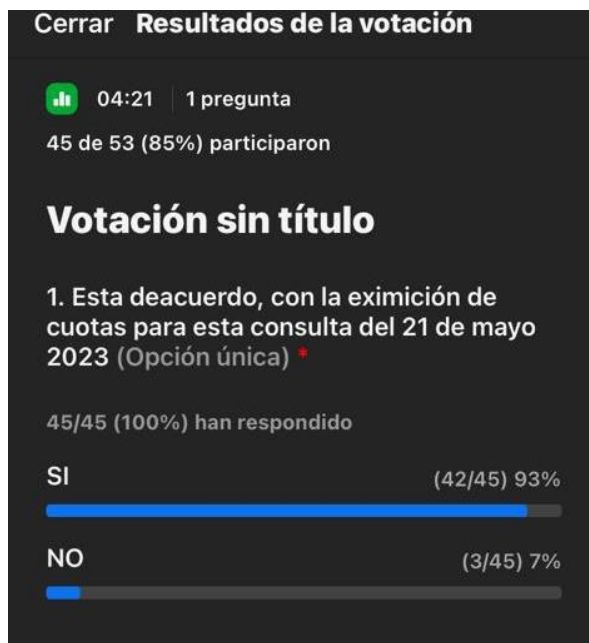 Cerrar Resultados de la votación
04:21 1 pregunta
45 de 53 (85%) participaron
Votación sin título
1. Esta deacuerdo, con la eximición de
cuotas para esta consulta del 21 de mayo
2023 (Opción única) *
45/45 (100%) han respondido
SI (42/45) 93%
NO (3/45) 7%